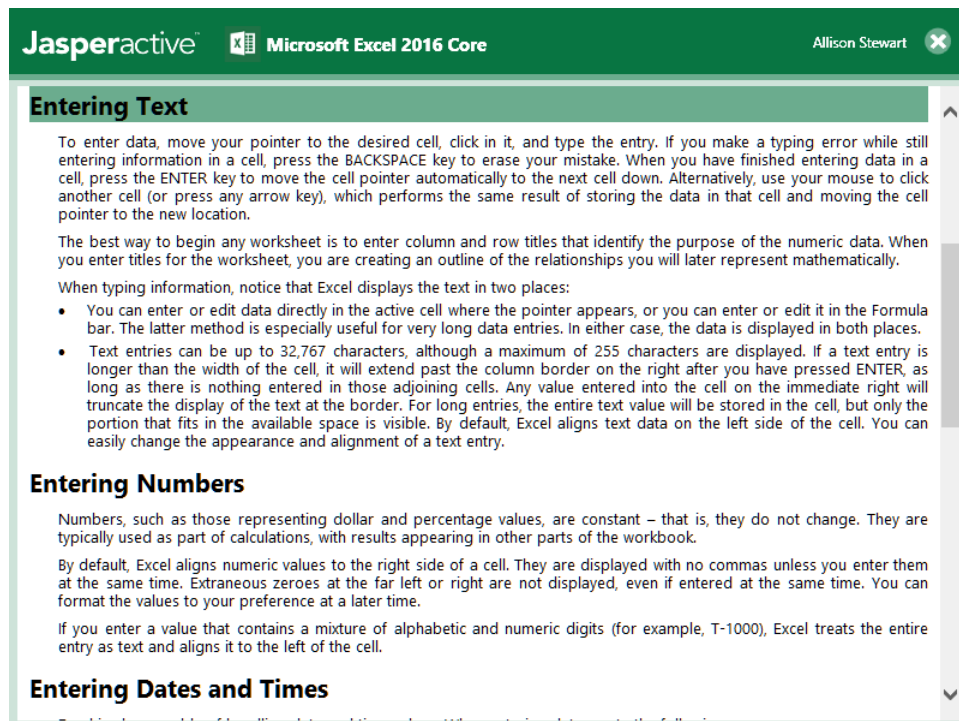 Jasperactive™ Microsoft Excel 2016 Core Allison Stewart
Entering Text
To enter data, move your pointer to the desired cell, click in it, and type the entry. If you make a typing error while still
entering information in a cell, press the BACKSPACE key to erase your mistake. When you have finished entering data in a
cell, press the ENTER key to move the cell pointer automatically to the next cell down. Alternatively, use your mouse to click
another cell (or press any arrow key), which performs the same result of storing the data in that cell and moving the cell
pointer to the new location.
The best way to begin any worksheet is to enter column and row titles that identify the purpose of the numeric data. When
you enter titles for the worksheet, you are creating an outline of the relationships you will later represent mathematically.
When typing information, notice that Excel displays the text in two places:
• You can enter or edit data directly in the active cell where the pointer appears, or you can enter or edit it in the Formula
bar. The latter method is especially useful for very long data entries. In either case, the data is displayed in both places.
• Text entries can be up to 32,767 characters, although a maximum of 255 characters are displayed. If a text entry is
longer than the width of the cell, it will extend past the column border on the right after you have pressed ENTER, as
long as there is nothing entered in those adjoining cells. Any value entered into the cell on the immediate right will
truncate the display of the text at the border. For long entries, the entire text value will be stored in the cell, but only the
portion that fits in the available space is visible. By default, Excel aligns text data on the left side of the cell. You can
easily change the appearance and alignment of a text entry.
Entering Numbers
Numbers, such as those representing dollar and percentage values, are constant – that is, they do not change. They are
typically used as part of calculations, with results appearing in other parts of the workbook.
By default, Excel aligns numeric values to the right side of a cell. They are displayed with no commas unless you enter them
at the same time. Extraneous zeroes at the far left or right are not displayed, even if entered at the same time. You can
format the values to your preference at a later time.
If you enter a value that contains a mixture of alphabetic and numeric digits (for example, T-1000), Excel treats the entire
entry as text and aligns it to the left of the cell.
Entering Dates and Times